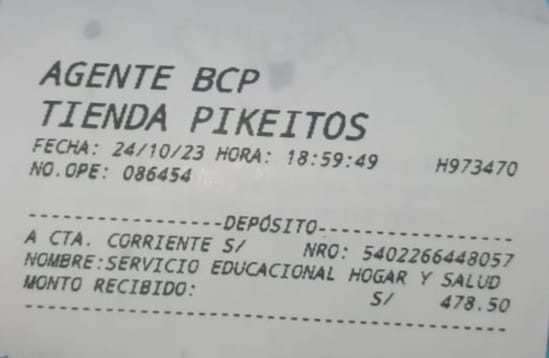 AGENTE BCP
TIENDA PIKEITOS
FECHA: 24/10/23 HORA: 18:59:49 H973470
NO.OPE: 086454
------------------DEPÓSITO------------------
A CTA. CORRIENTE S/ NRO: 5402266448057
NOMBRE:SERVICIO EDUCACIONAL HOGAR Y SALUD
MONTO RECIBIDO: S/ 478.50
--------------------------------------------